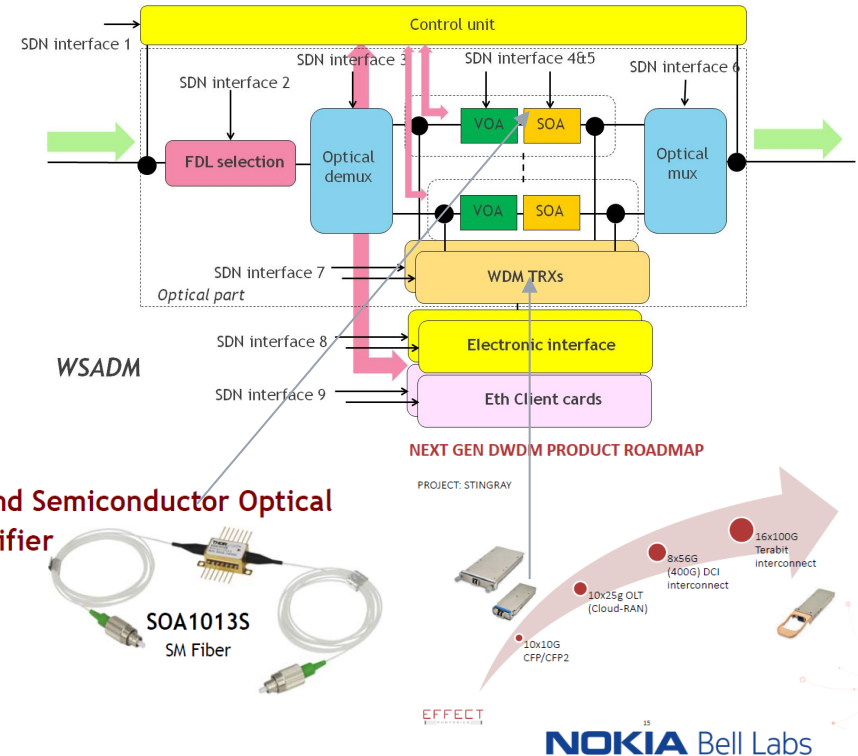 Control unit
SDN interface 1
SDN interface 2
SDN interface 3
SDN interface 4&5
SDN interface 6
FDL selection
Optical
demux
VOA
SOA
Optical
mux
VOA
SOA
SDN interface 7
WDM TRXs
Optical part
SDN interface 8
Electronic interface
WSADM
SDN interface 9
Eth Client cards
NEXT GEN DWDM PRODUCT ROADMAP
PROJECT: STINGRAY
nd Semiconductor Optical
ifier
SOA1013S
SM Fiber
16x100G
Terabit
interconnect
8x56G
(400G) DCI
interconnect
10x25g OLT
(Cloud-RAN)
10x10G
CFP/CFP2
EFFECT
15
NOKIA Bell Labs